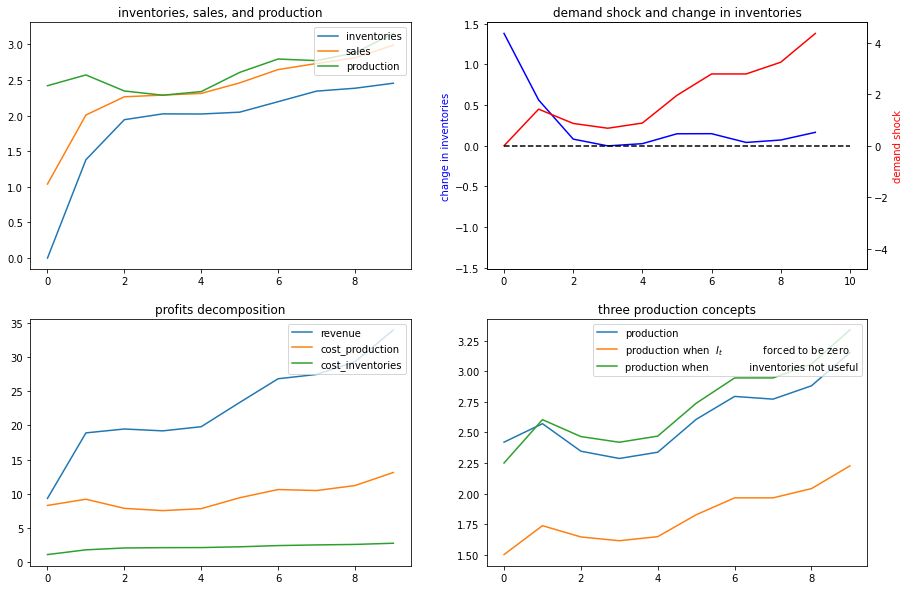 inventories, sales, and production
3.0
2.5
2.0
1.5
1.0
0.5
0.0
0 2 4 6 8
inventories
sales
production
demand shock and change in inventories
1.5
1.0
0.5
0.0
−0.5
−1.0
−1.5
change in inventories
4
2
0
−2
−4
demand shock
0 2 4 6 8 10
profits decomposition
35
30
25
20
15
10
5
0
0 2 4 6 8
revenue
cost_production
cost_inventories
three production concepts
3.25
3.00
2.75
2.50
2.25
2.00
1.75
1.50
0 2 4 6 8
production
production when I_t forced to be zero
production when inventories not useful